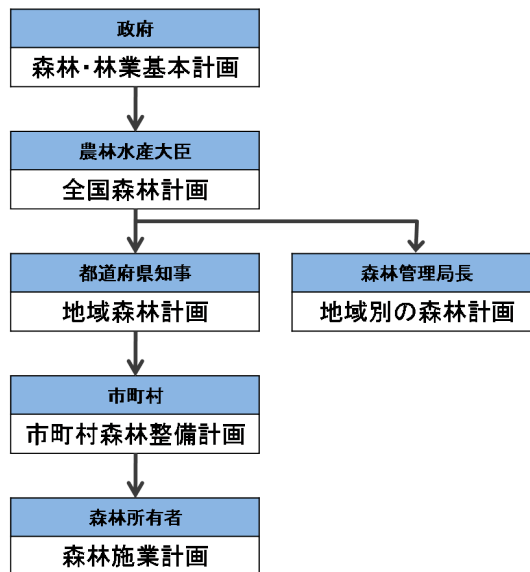 政府
森林・林業基本計画
農林水産大臣
全国森林計画
都道府県知事
地域森林計画
森林管理局長
地域別の森林計画
市町村
市町村森林整備計画
森林所有者
森林施業計画